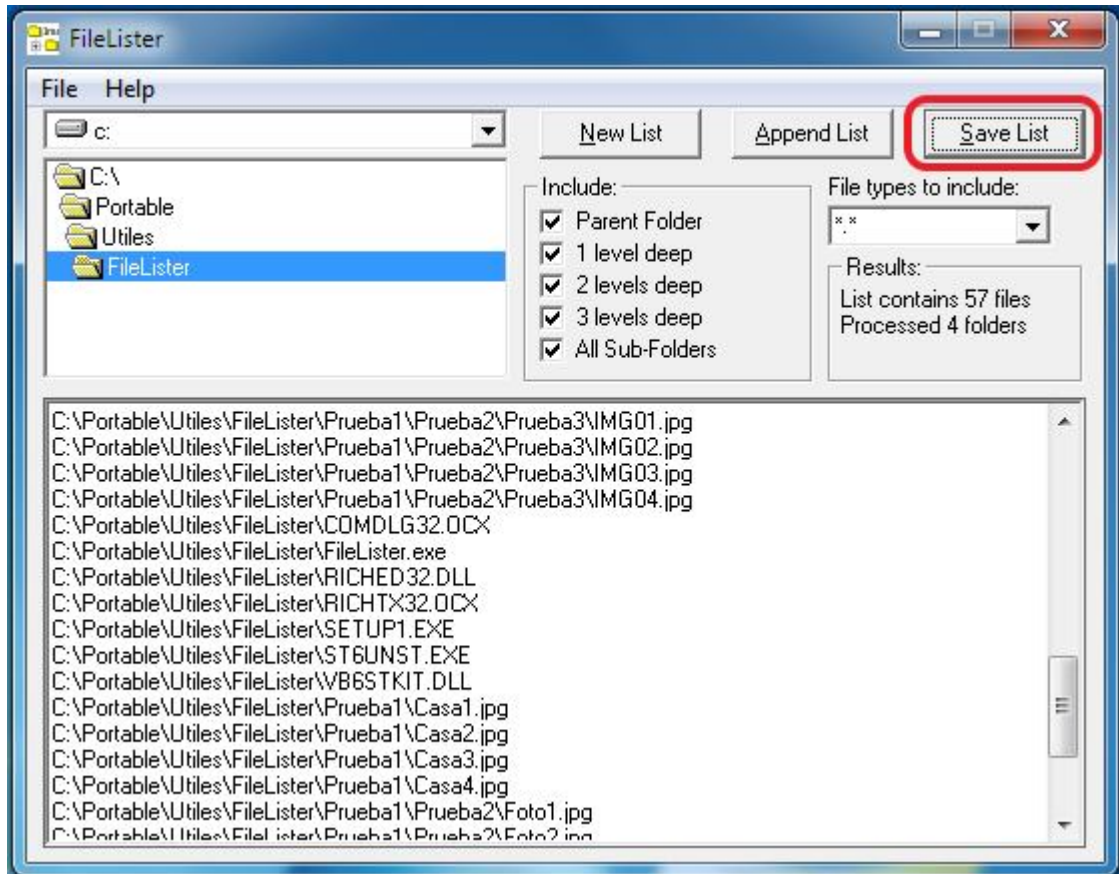 FileLister
File Help
c:
New List Append List Save List
C:\
Portable
Utiles
FileLister
Include:
Parent Folder
1 level deep
2 levels deep
3 levels deep
All Sub-Folders
File types to include:
*.*
Results:
List contains 57 files
Processed 4 folders
C:\Portable\Utiles\FileLister\Prueba1\Prueba2\Prueba3\IMG01.jpg
C:\Portable\Utiles\FileLister\Prueba1\Prueba2\Prueba3\IMG02.jpg
C:\Portable\Utiles\FileLister\Prueba1\Prueba2\Prueba3\IMG03.jpg
C:\Portable\Utiles\FileLister\Prueba1\Prueba2\Prueba3\IMG04.jpg
C:\Portable\Utiles\FileLister\COMDLG32.OCX
C:\Portable\Utiles\FileLister\FileLister.exe
C:\Portable\Utiles\FileLister\RICHED32.DLL
C:\Portable\Utiles\FileLister\RICHTX32.OCX
C:\Portable\Utiles\FileLister\SETUP1.EXE
C:\Portable\Utiles\FileLister\ST6UNST.EXE
C:\Portable\Utiles\FileLister\VB6STKIT.DLL
C:\Portable\Utiles\FileLister\Prueba1\Casa1.jpg
C:\Portable\Utiles\FileLister\Prueba1\Casa2.jpg
C:\Portable\Utiles\FileLister\Prueba1\Casa3.jpg
C:\Portable\Utiles\FileLister\Prueba1\Casa4.jpg
C:\Portable\Utiles\FileLister\Prueba1\Prueba2\Foto1.jpg
C:\Portable\Utiles\FileLister\Prueba1\Prueba2\Foto2.jpg